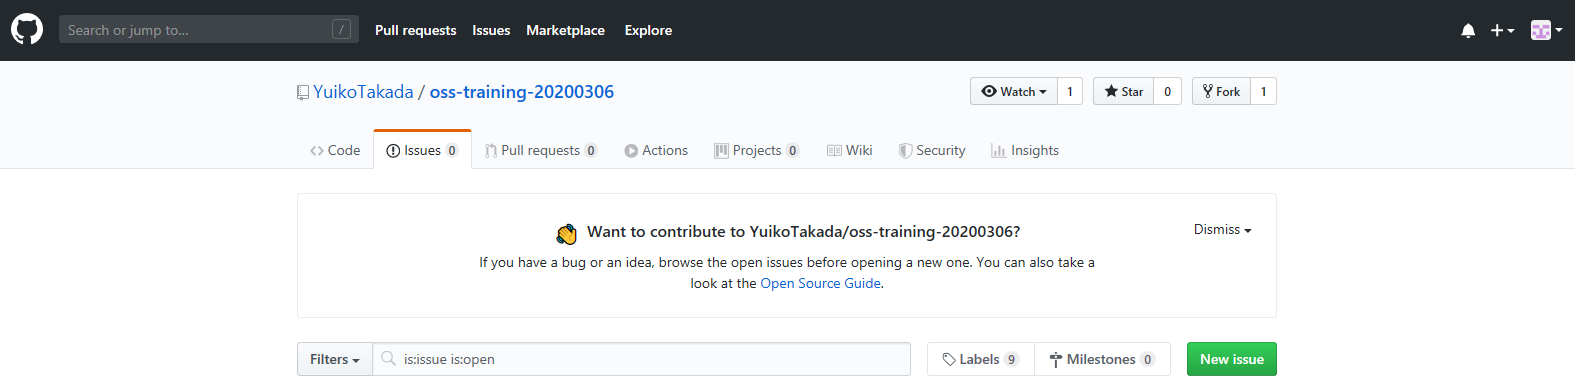 Search or jump to... / Pull requests Issues Marketplace Explore
YuikoTakada / oss-training-20200306 Watch 1 Star 0 Fork 1
Code Issues 0 Pull requests 0 Actions Projects 0 Wiki Security Insights
Want to contribute to YuikoTakada/oss-training-20200306? Dismiss
If you have a bug or an idea, browse the open issues before opening a new one. You can also take a
look at the Open Source Guide.
Filters is:issue is:open Labels 9 Milestones 0 New issue